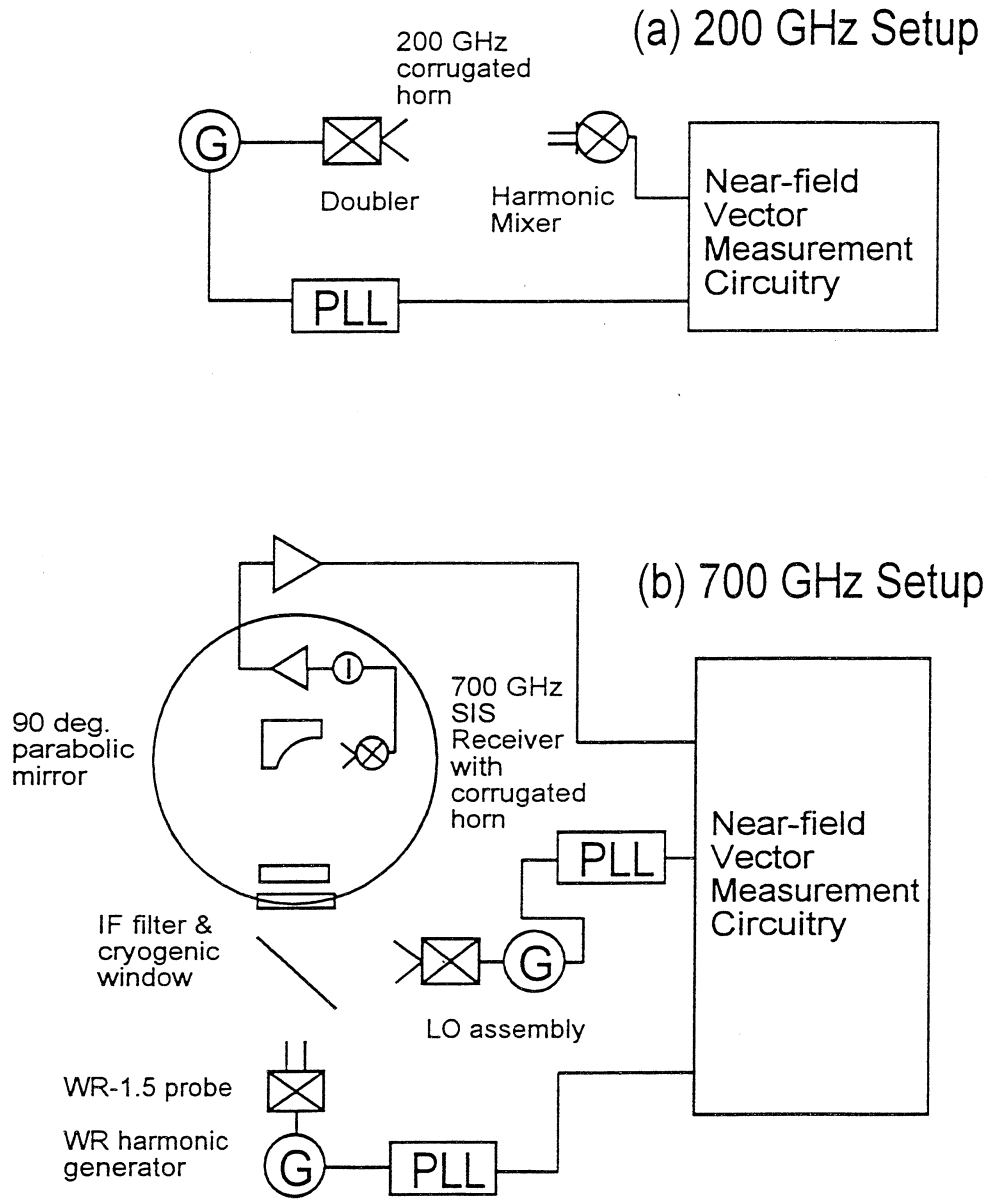 (a) 200 GHz Setup
200 GHz
corrugated
horn
G
Doubler
Harmonic
Mixer
Near-field
Vector
Measurement
Circuitry
PLL
(b) 700 GHz Setup
I
90 deg.
parabolic
mirror
700 GHz
SIS
Receiver
with
corrugated
horn
PLL
Near-field
Vector
Measurement
Circuitry
IF filter &
cryogenic
window
G
LO assembly
WR-1.5 probe
WR harmonic
generator
G
PLL